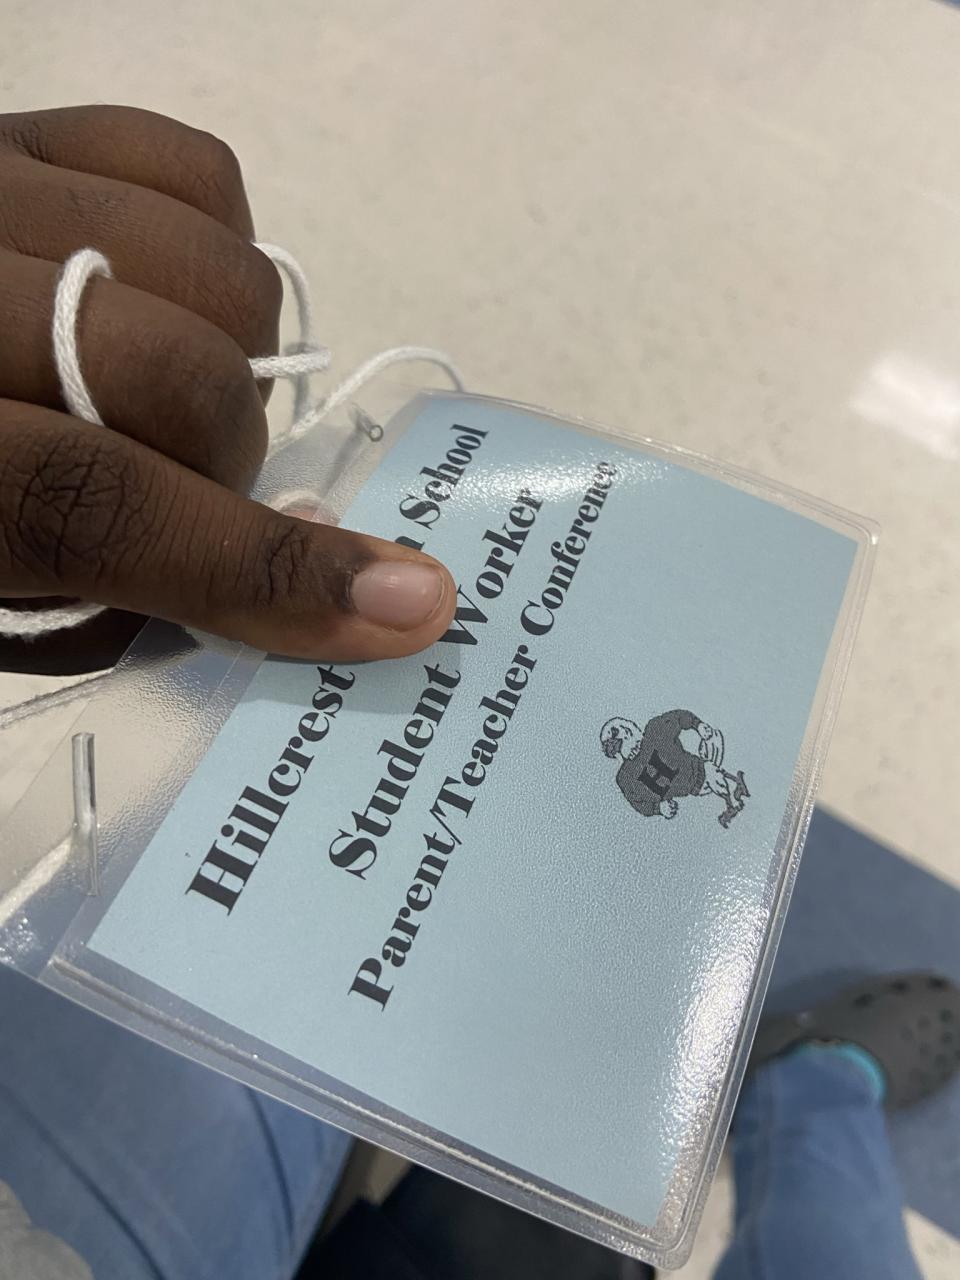 Hillcrest School
Student Worker
Parent/Teacher Conference
H